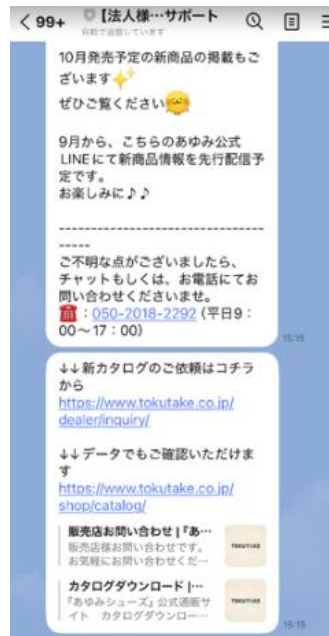 99+
【法人様…サポート
自動で返信しています
10月発売予定の新商品の掲載もご
ざいます
ぜひご覧ください
9月から、こちらのあゆみ公式
LINEにて新商品情報を先行配信予
定です。
お楽しみに♪♪
--------------------------------
-----
ご不明な点がございましたら、
チャットもしくは、お電話にてお
問い合わせくださいませ。
☎：050-2018-2292 (平日9：
00〜17：00)
15:15
↓↓新カタログのご依頼はコチラ
から
https://www.tokutake.co.jp/
dealer/inquiry/
↓↓データでもご確認いただけま
す
https://www.tokutake.co.jp/
shop/catalog/
販売店お問い合わせ |『あ…
販売店様お問い合わせです。
お気軽にお問い合わせくだ…
TOKUTAKE
カタログダウンロード |…
『あゆみシューズ』公式通販サ
イト　カタログダウンロー…
TOKUTAKE
15:15